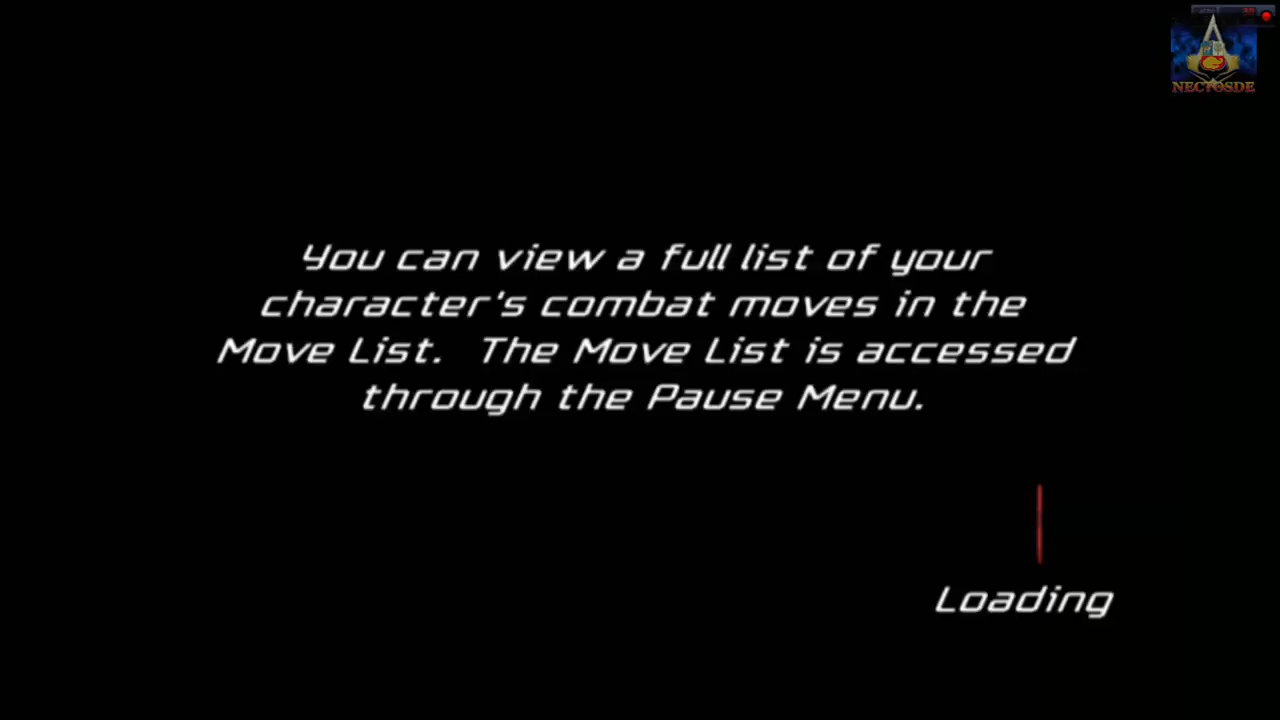 NECTOSDE
You can view a full list of your
character's combat moves in the
Move List.  The Move List is accessed
through the Pause Menu.
Loading